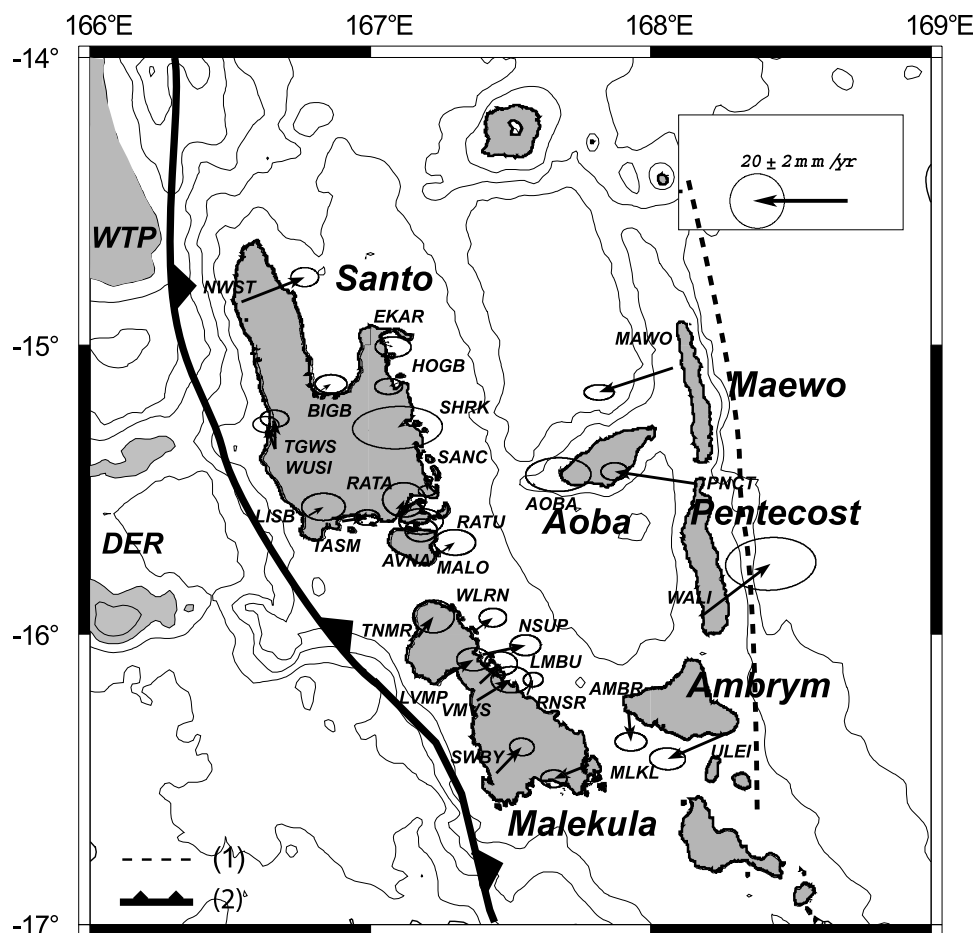 166°E 167°E 168°E 169°E
-14°
20 ± 2 mm/yr
WTP
NWST
Santo
EKAR
-15°
MAWO
HOGB
Maewo
BIGB
SHRK
TGWS
WUSI
SANC
RATA
PNCT
AOBA
Pentecost
LISB
RATU
Aoba
TASM
DER
AVNA
MALO
WLRN
WALI
-16°
TNMR
NSUP
LMBU
AMBR
Ambrym
LVMP
VMYS
RNSR
SWBY
ULEI
MLKL
Malekula
(1)
(2)
-17°